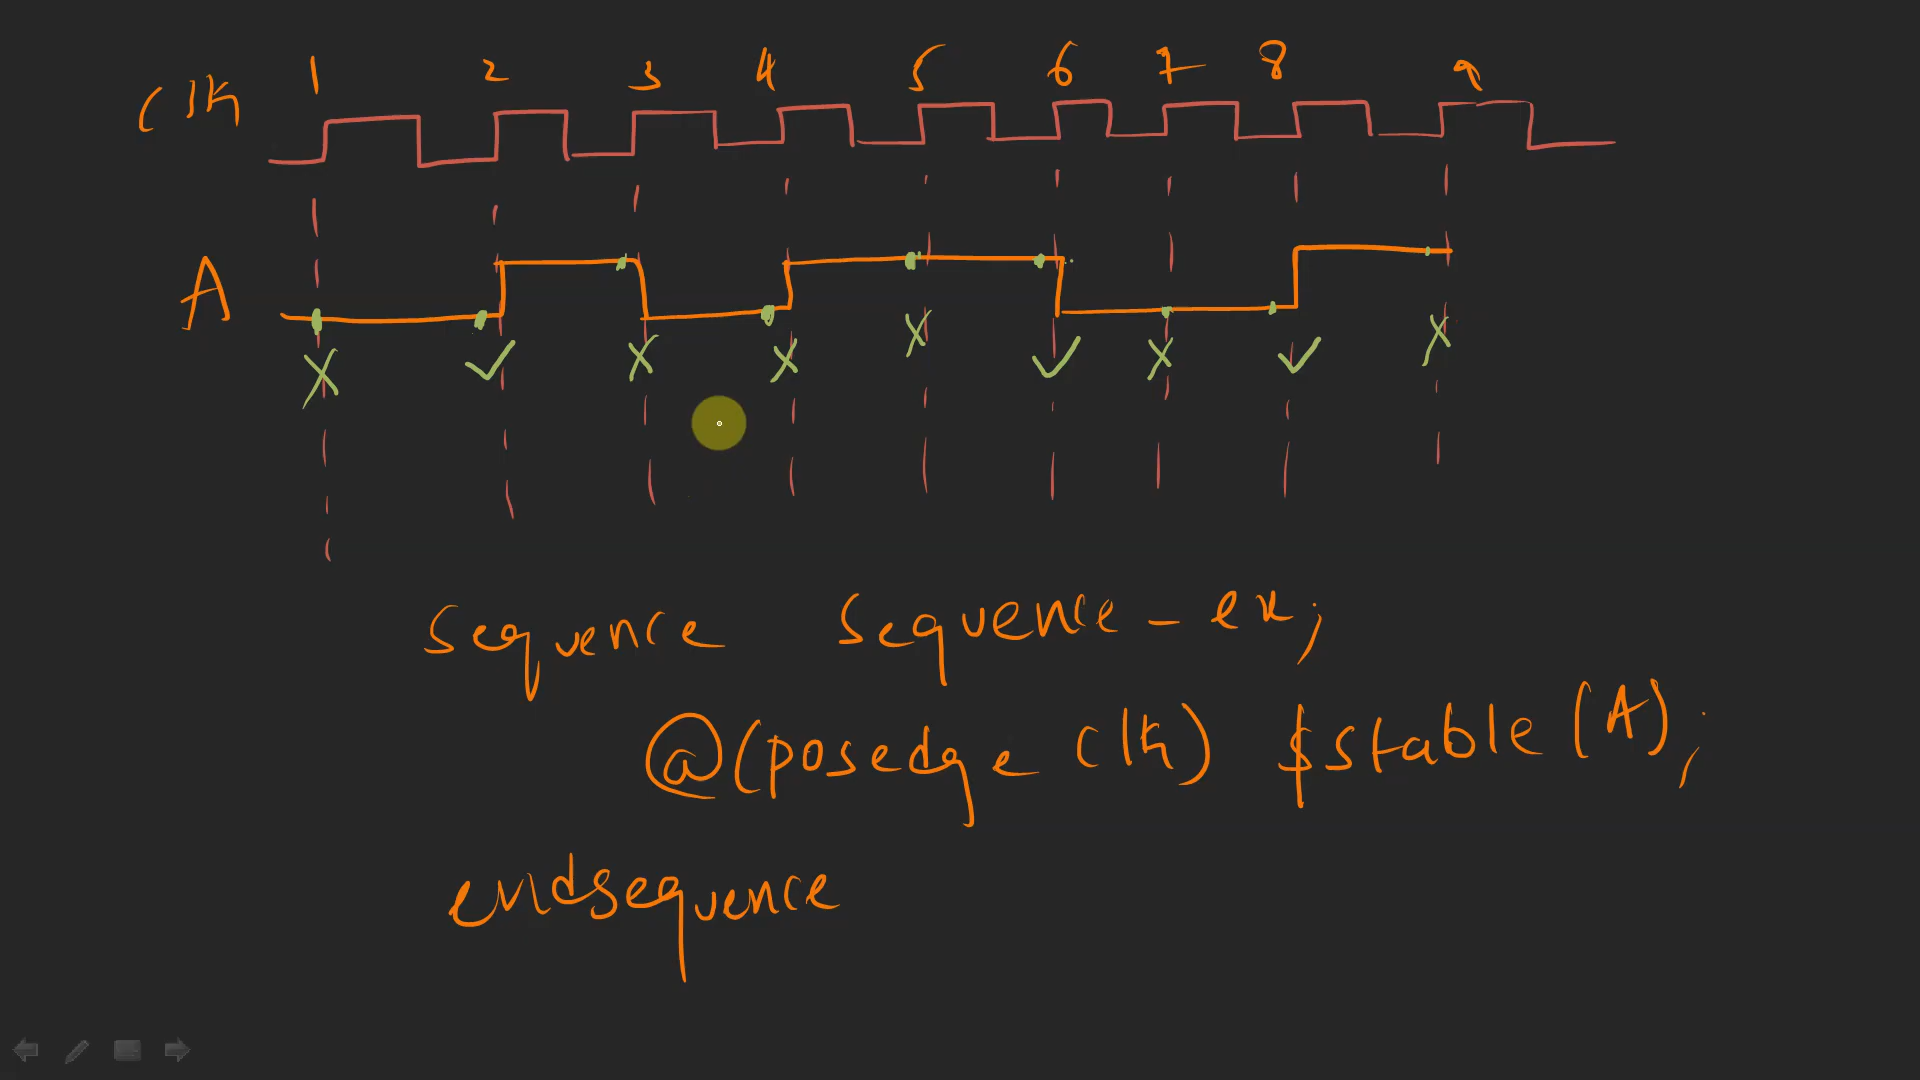 clk 1 2 3 4 5 6 7 8 9
A
X ✓ X X X ✓ X ✓ X
sequence sequence_ex;
@(posedge clk) $stable(A);
endsequence